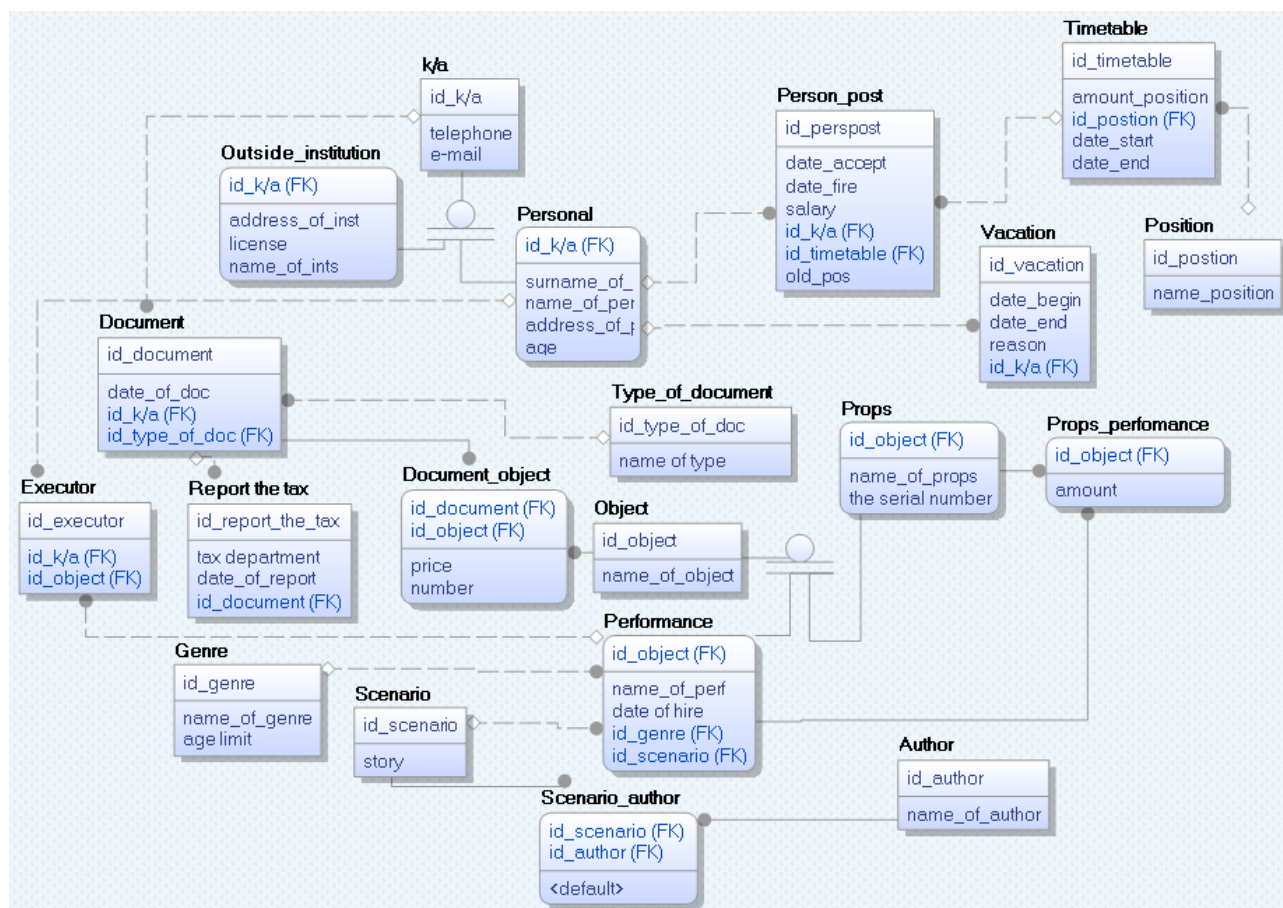 Timetable
id_timetable
amount_position
id_postion (FK)
date_start
date_end
k/a
id_k/a
telephone
e-mail
Person_post
id_perspost
date_accept
date_fire
salary
id_k/a (FK)
id_timetable (FK)
old_pos
Outside_institution
id_k/a (FK)
address_of_inst
license
name_of_ints
Personal
id_k/a (FK)
surname_of_
name_of_per
address_of_p
age
Vacation
id_vacation
date_begin
date_end
reason
id_k/a (FK)
Position
id_postion
name_position
Document
id_document
date_of_doc
id_k/a (FK)
id_type_of_doc (FK)
Type_of_document
id_type_of_doc
name of type
Props
id_object (FK)
name_of_props
the serial number
Props_perfomance
id_object (FK)
amount
Executor
id_executor
id_k/a (FK)
id_object (FK)
Report the tax
id_report_the_tax
tax department
date_of_report
id_document (FK)
Document_object
id_document (FK)
id_object (FK)
price
number
Object
id_object
name_of_object
Performance
id_object (FK)
name_of_perf
date of hire
id_genre (FK)
id_scenario (FK)
Genre
id_genre
name_of_genre
age limit
Scenario
id_scenario
story
Author
id_author
name_of_author
Scenario_author
id_scenario (FK)
id_author (FK)
<default>